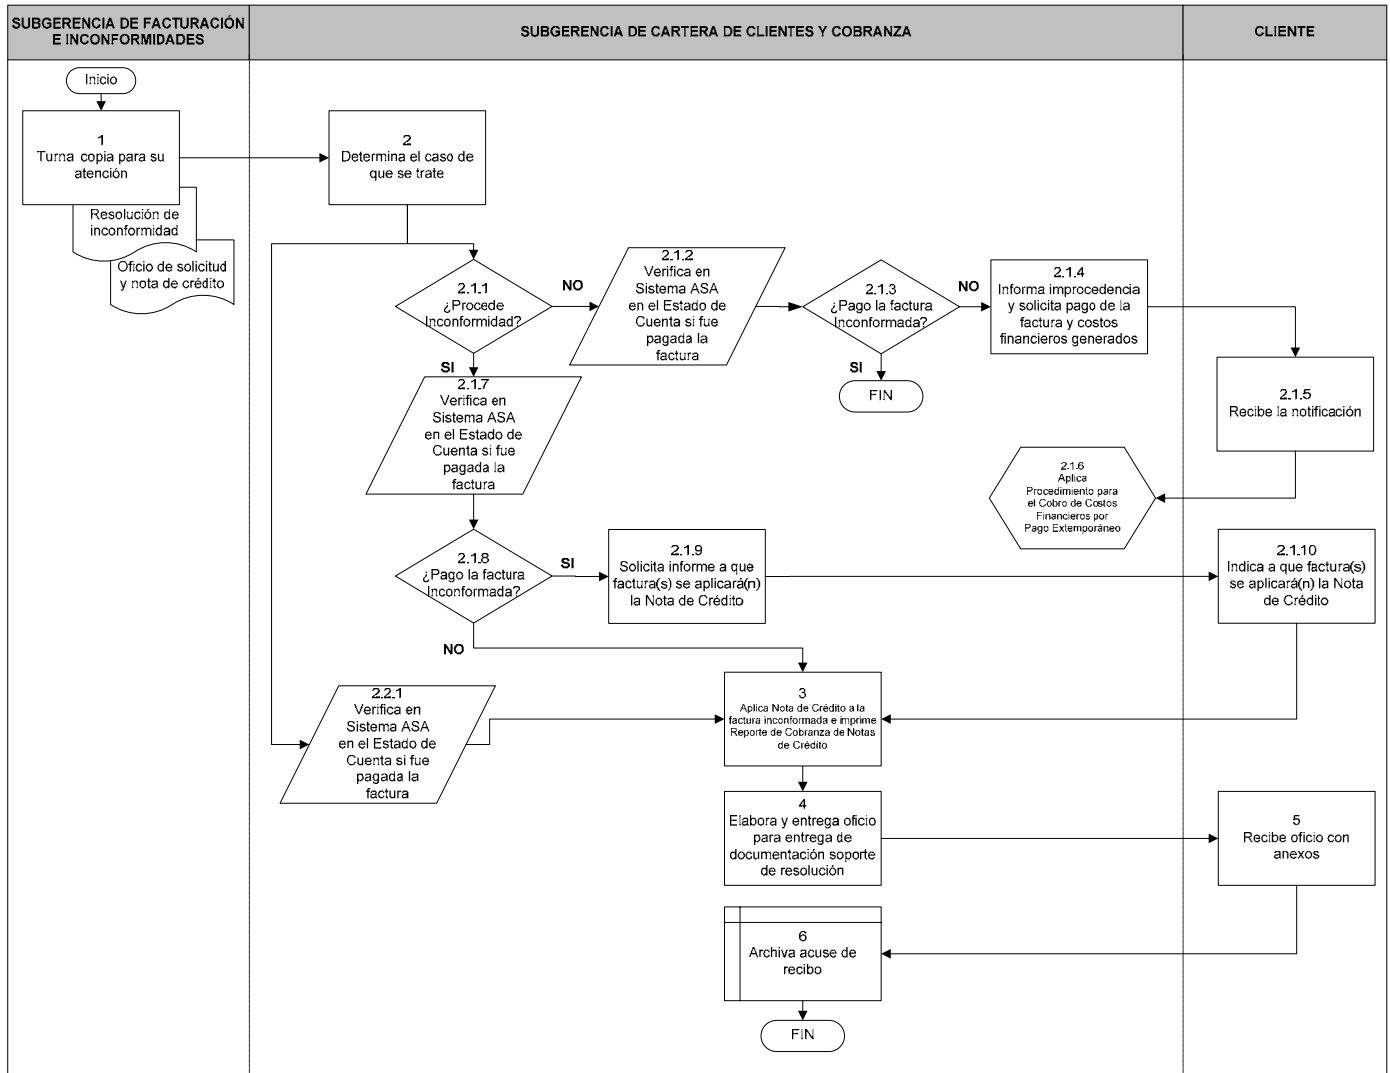 SUBGERENCIA DE FACTURACIÓN
E INCONFORMIDADES
SUBGERENCIA DE CARTERA DE CLIENTES Y COBRANZA
CLIENTE
Inicio
1
Turna copia para su
atención
Resolución de
inconformidad
Oficio de solicitud
y nota de crédito
2
Determina el caso de
que se trate
2.1.1
¿Procede
Inconformidad?
NO
SI
2.1.2
Verifica en
Sistema ASA
en el Estado de
Cuenta si fue
pagada la
factura
2.1.3
¿Pago la factura
Inconformada?
NO
SI
FIN
2.1.4
Informa improcedencia
y solicita pago de la
factura y costos
financieros generados
2.1.5
Recibe la notificación
2.1.6
Aplica
Procedimiento para
el Cobro de Costos
Financieros por
Pago Extemporáneo
2.1.7
Verifica en
Sistema ASA
en el Estado de
Cuenta si fue
pagada la
factura
2.1.8
¿Pago la factura
Inconformada?
SI
NO
2.1.9
Solicita informe a que
factura(s) se aplicará(n)
la Nota de Crédito
2.1.10
Indica a que factura(s)
se aplicará(n) la Nota
de Crédito
2.2.1
Verifica en
Sistema ASA
en el Estado de
Cuenta si fue
pagada la
factura
3
Aplica Nota de Crédito a la
factura inconformada e imprime
Reporte de Cobranza de Notas
de Crédito
4
Elabora y entrega oficio
para entrega de
documentación soporte
de resolución
5
Recibe oficio con
anexos
6
Archiva acuse de
recibo
FIN